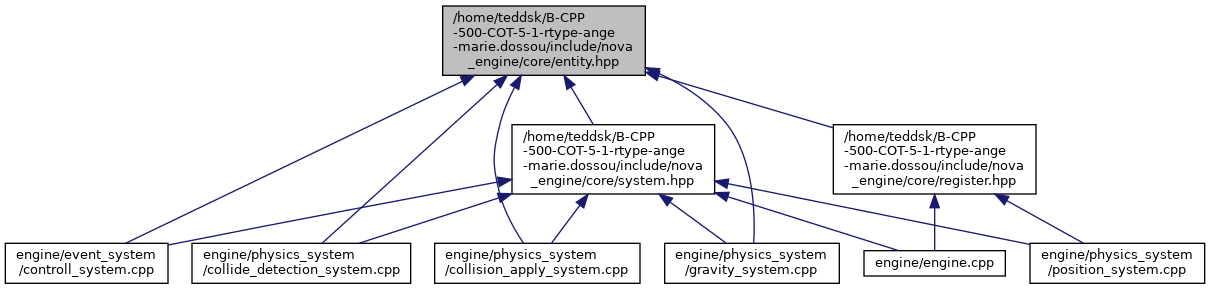 /home/teddsk/B-CPP
-500-COT-5-1-rtype-ange
-marie.dossou/include/nova
_engine/core/entity.hpp
/home/teddsk/B-CPP
-500-COT-5-1-rtype-ange
-marie.dossou/include/nova
_engine/core/system.hpp
/home/teddsk/B-CPP
-500-COT-5-1-rtype-ange
-marie.dossou/include/nova
_engine/core/register.hpp
engine/event_system
/controll_system.cpp
engine/physics_system
/collide_detection_system.cpp
engine/physics_system
/collision_apply_system.cpp
engine/physics_system
/gravity_system.cpp
engine/engine.cpp
engine/physics_system
/position_system.cpp